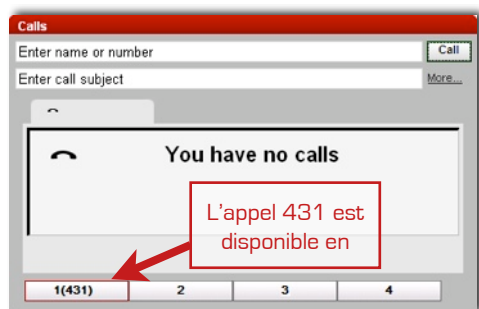 Calls
Enter name or number
Call
Enter call subject
More...
You have no calls
L'appel 431 est
disponible en
1(431) 2 3 4